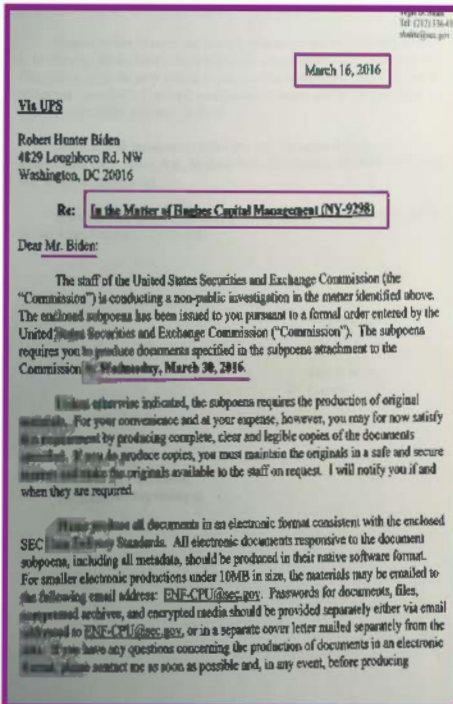 Tel: (212) 336-
@sec.gov
March 16, 2016
Via UPS
Robert Hunter Biden
4829 Loughboro Rd. NW
Washington, DC 20016
Re: In the Matter of Hughes Capital Management (NY-9298)
Dear Mr. Biden:
The staff of the United States Securities and Exchange Commission (the
"Commission") is conducting a non-public investigation in the matter identified above.
The enclosed subpoena has been issued to you pursuant to a formal order entered by the
United States Securities and Exchange Commission ("Commission"). The subpoena
requires you to produce documents specified in the subpoena attachment to the
Commission Wednesday, March 30, 2016.
otherwise indicated, the subpoena requires the production of original
For your convenience and at your expense, however, you may for now satisfy
by producing complete, clear and legible copies of the documents
If you do produce copies, you must maintain the originals in a safe and secure
the originals available to the staff on request. I will notify you if and
when they are required.
all documents in an electronic format consistent with the enclosed
SEC Standards. All electronic documents responsive to the document
subpoena, including all metadata, should be produced in their native software format.
For smaller electronic productions under 10MB in size, the materials may be emailed to
the following email address: ENF-CPU@sec.gov. Passwords for documents, files,
archives, and encrypted media should be provided separately either via email
to ENF-CPU@sec.gov, or in a separate cover letter mailed separately from the
If you have any questions concerning the production of documents in an electronic
please contact me as soon as possible and, in any event, before producing